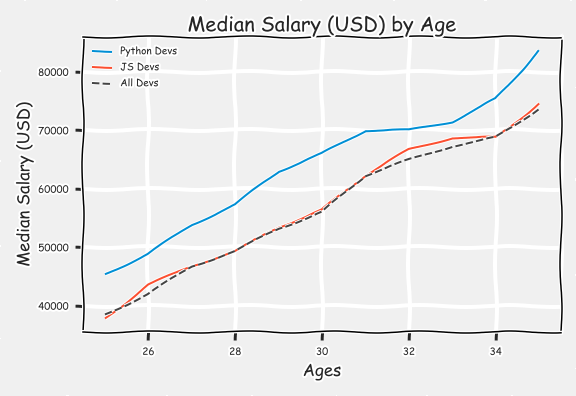 Median Salary (USD) by Age
Python Devs
JS Devs
All Devs
Median Salary (USD)
80000
70000
60000
50000
40000
26 28 30 32 34
Ages